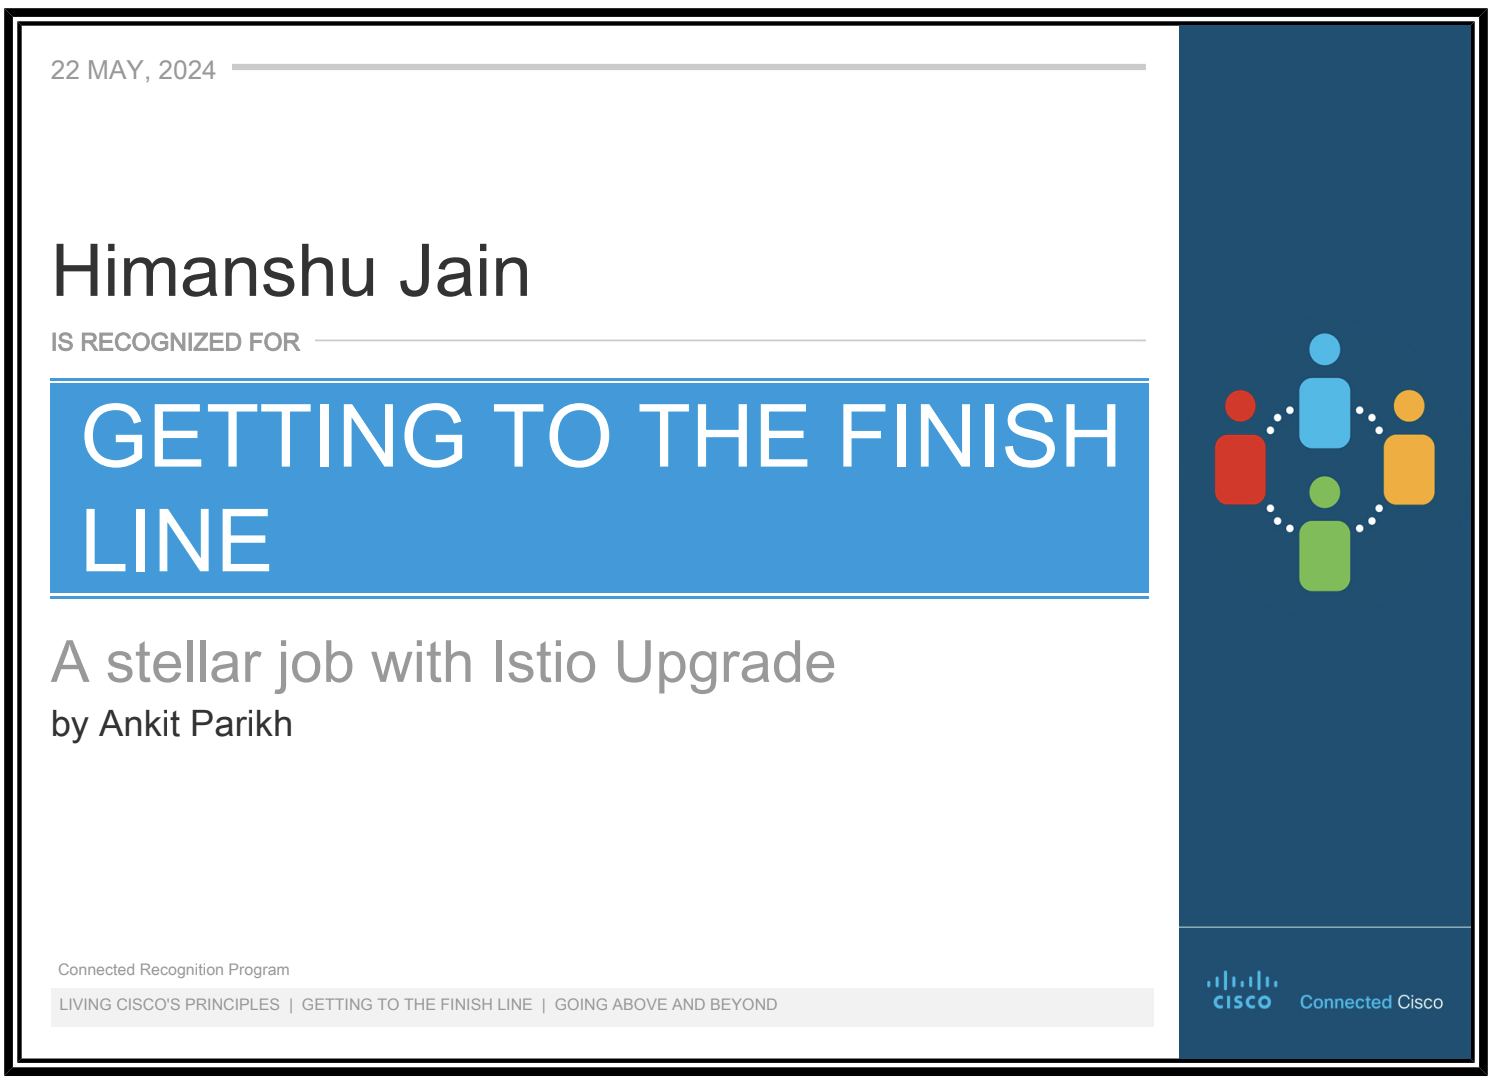 22 MAY, 2024
Himanshu Jain
IS RECOGNIZED FOR
GETTING TO THE FINISH
LINE
A stellar job with Istio Upgrade
by Ankit Parikh
Connected Recognition Program
LIVING CISCO'S PRINCIPLES | GETTING TO THE FINISH LINE | GOING ABOVE AND BEYOND
CISCO Connected Cisco